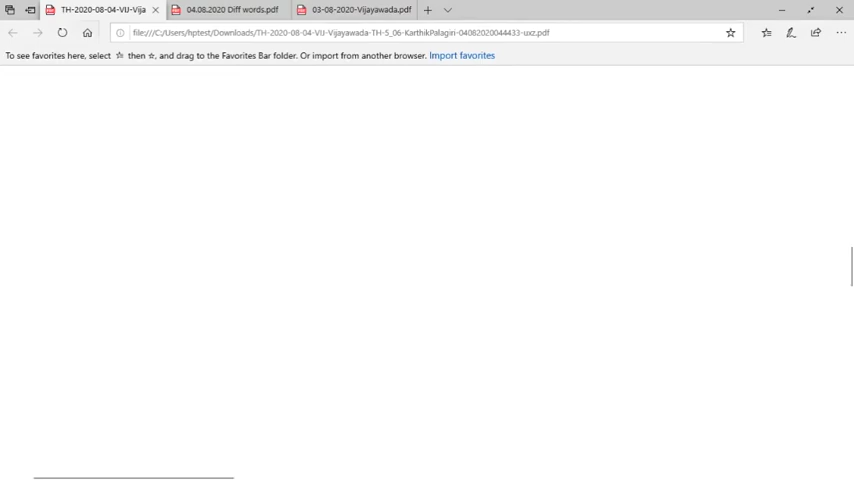 TH-2020-08-04-VIJ-Vija
04.08.2020 Diff words.pdf
03-08-2020-Vijayawada.pdf
file:///C:/Users/hptest/Downloads/TH-2020-08-04-VIJ-Vijayawada-TH-5_06-KarthikPalagiri-04082020044433-uxz.pdf
To see favorites here, select then , and drag to the Favorites Bar folder. Or import from another browser. Import favorites